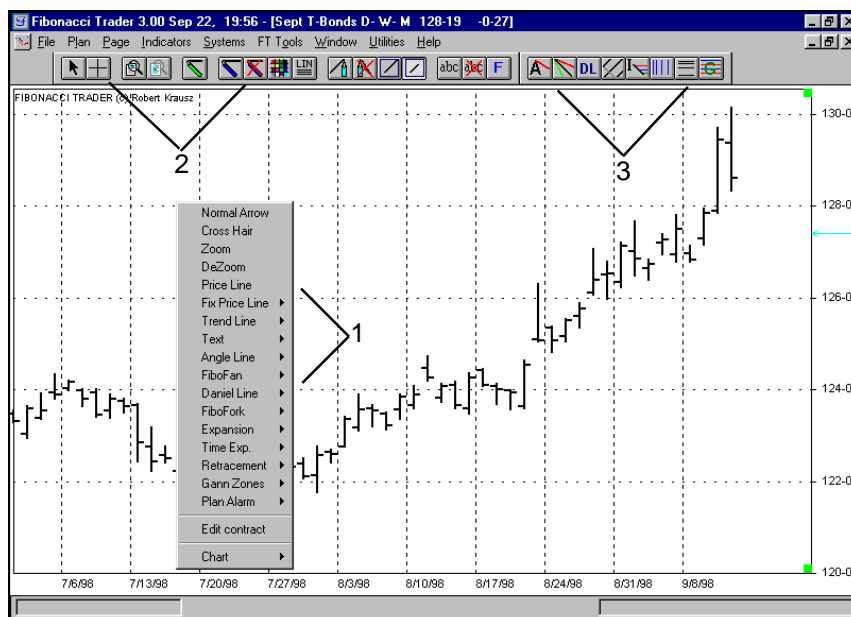 Fibonacci Trader 3.00 Sep 22, 19:56 - [Sept T-Bonds D- W- M 128-19 -0-27]
File Plan Page Indicators Systems FT Tools Window Utilities Help
LIN abc abc F A DL G
FIBONACCI TRADER (c) Robert Krausz
130-0
2
3
Normal Arrow
128-0
Cross Hair
Zoom
DeZoom
Price Line
126-0
Fix Price Line
Trend Line
1
Text
Angle Line
FiboFan
124-0
Daniel Line
FiboFork
Expansion
Time Exp.
Retracement
122-0
Gann Zones
Plan Alarm
Edit contract
Chart
120-0
7/6/98 7/13/98 7/20/98 7/27/98 8/3/98 8/10/98 8/17/98 8/24/98 8/31/98 9/8/98